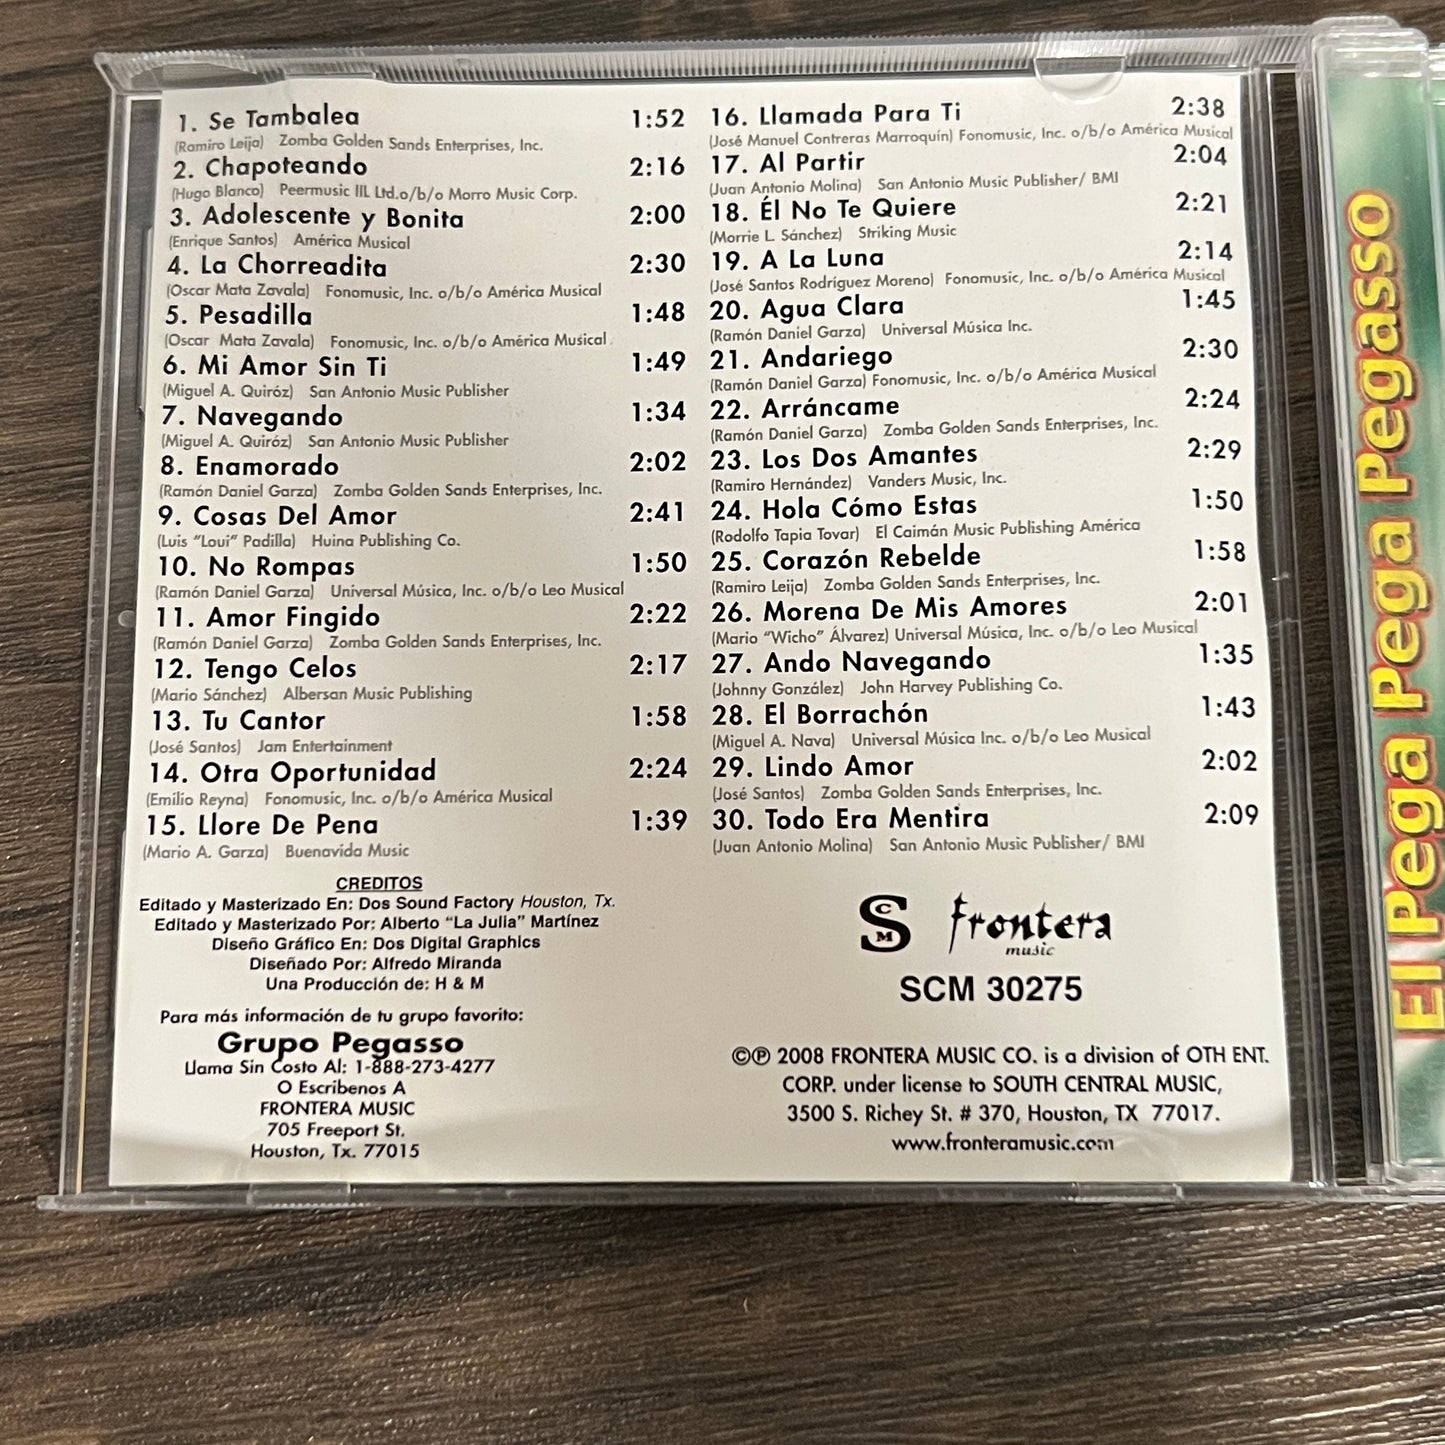 1. Se Tambalea 1:52
(Ramiro Leija) Zomba Golden Sands Enterprises, Inc.
2. Chapoteando 2:16
(Hugo Blanco) Peermusic IIL Ltd.o/b/o Morro Music Corp.
3. Adolescente y Bonita 2:00
(Enrique Santos) América Musical
4. La Chorreadita 2:30
(Oscar Mata Zavala) Fonomusic, Inc. o/b/o América Musical
5. Pesadilla 1:48
(Oscar Mata Zavala) Fonomusic, Inc. o/b/o América Musical
6. Mi Amor Sin Ti 1:49
(Miguel A. Quiróz) San Antonio Music Publisher
7. Navegando 1:34
(Miguel A. Quiróz) San Antonio Music Publisher
8. Enamorado 2:02
(Ramón Daniel Garza) Zomba Golden Sands Enterprises, Inc.
9. Cosas Del Amor 2:41
(Luis "Loui" Padilla) Huina Publishing Co.
10. No Rompas 1:50
(Ramón Daniel Garza) Universal Música, Inc. o/b/o Leo Musical
11. Amor Fingido 2:22
(Ramón Daniel Garza) Zomba Golden Sands Enterprises, Inc.
12. Tengo Celos 2:17
(Mario Sánchez) Albersan Music Publishing
13. Tu Cantor 1:58
(José Santos) Jam Entertainment
14. Otra Oportunidad 2:24
(Emilio Reyna) Fonomusic, Inc. o/b/o América Musical
15. Llore De Pena 1:39
(Mario A. Garza) Buenavida Music
CREDITOS
Editado y Masterizado En: Dos Sound Factory Houston, Tx.
Editado y Masterizado Por: Alberto "La Julia" Martínez
Diseño Gráfico En: Dos Digital Graphics
Diseñado Por: Alfredo Miranda
Una Producción de: H & M
Para más información de tu grupo favorito:
Grupo Pegasso
Llama Sin Costo Al: 1-888-273-4277
O Escribenos A
FRONTERA MUSIC
705 Freeport St.
Houston, Tx. 77015
16. Llamada Para Ti 2:38
(José Manuel Contreras Marroquín) Fonomusic, Inc. o/b/o América Musical
17. Al Partir 2:04
(Juan Antonio Molina) San Antonio Music Publisher/ BMI
18. Él No Te Quiere 2:21
(Morrie L. Sánchez) Striking Music
19. A La Luna 2:14
(José Santos Rodríguez Moreno) Fonomusic, Inc. o/b/o América Musical
20. Agua Clara 1:45
(Ramón Daniel Garza) Universal Música Inc.
21. Andariego 2:30
(Ramón Daniel Garza) Fonomusic, Inc. o/b/o América Musical
22. Arráncame 2:24
(Ramón Daniel Garza) Zomba Golden Sands Enterprises, Inc.
23. Los Dos Amantes 2:29
(Ramiro Hernández) Vanders Music, Inc.
24. Hola Cómo Estas 1:50
(Rodolfo Tapia Tovar) El Caimán Music Publishing América
25. Corazón Rebelde 1:58
(Ramiro Leija) Zomba Golden Sands Enterprises, Inc.
26. Morena De Mis Amores 2:01
(Mario "Wicho" Álvarez) Universal Música, Inc. o/b/o Leo Musical
27. Ando Navegando 1:35
(Johnny González) John Harvey Publishing Co.
28. El Borrachón 1:43
(Miguel A. Nava) Universal Música Inc. o/b/o Leo Musical
29. Lindo Amor 2:02
(José Santos) Zomba Golden Sands Enterprises, Inc.
30. Todo Era Mentira 2:09
(Juan Antonio Molina) San Antonio Music Publisher/ BMI
SCM frontera
music
SCM 30275
©℗ 2008 FRONTERA MUSIC CO. is a division of OTH ENT.
CORP. under license to SOUTH CENTRAL MUSIC,
3500 S. Richey St. # 370, Houston, TX 77017.
www.fronteramusic.com
El Pega Pega Pega Pegasso